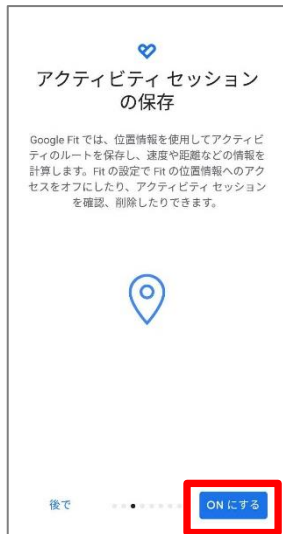 アクティビティ セッション
の保存
Google Fit では、位置情報を使用してアクティビ
ティのルートを保存し、速度や距離などの情報を
計算します。Fit の設定で Fit の位置情報へのアク
セスをオフにしたり、アクティビティ セッション
を確認、削除したりできます。
後で
ON にする